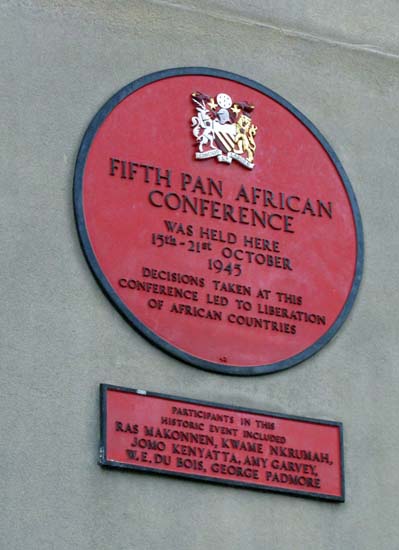 FIFTH PAN AFRICAN
CONFERENCE
WAS HELD HERE
15th - 21st OCTOBER
1945
DECISIONS TAKEN AT THIS
CONFERENCE LED TO LIBERATION
OF AFRICAN COUNTRIES
PARTICIPANTS IN THIS
HISTORIC EVENT INCLUDED
RAS MAKONNEN, KWAME NKRUMAH,
JOMO KENYATTA, AMY GARVEY,
W.E. DU BOIS, GEORGE PADMORE